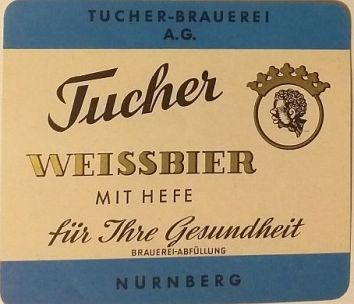 TUCHER-BRAUEREI
A.G.
Tucher
WEISSBIER
MIT HEFE
für Ihre Gesundheit
BRAUEREI-ABFÜLLUNG
NÜRNBERG